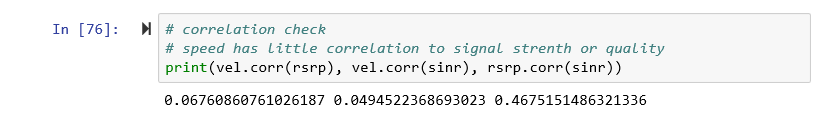 In [76]:
# correlation check
# speed has little correlation to signal strenth or quality
print(vel.corr(rsrp), vel.corr(sinr), rsrp.corr(sinr))
0.06760860761026187 0.0494522368693023 0.4675151486321336